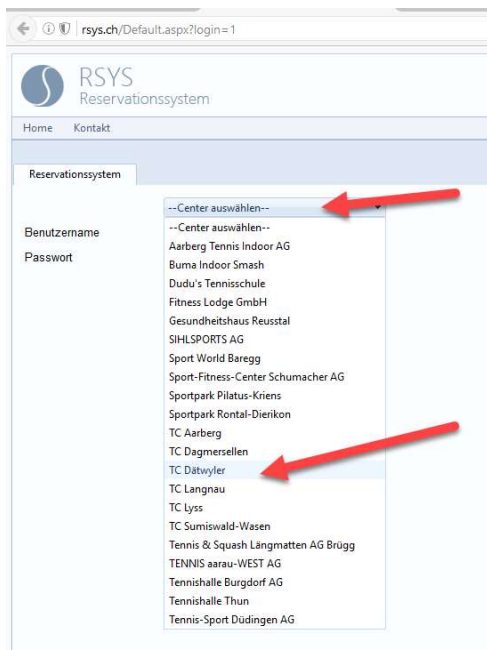 rsys.ch/Default.aspx?login=1
RSYS
Reservationssystem
Home Kontakt
Reservationssystem
--Center auswählen--
Benutzername
Passwort
--Center auswählen--
Aarberg Tennis Indoor AG
Buma Indoor Smash
Dudu's Tennisschule
Fitness Lodge GmbH
Gesundheitshaus Reusstal
SIHLSPORTS AG
Sport World Baregg
Sport-Fitness-Center Schumacher AG
Sportpark Pilatus-Kriens
Sportpark Rontal-Dierikon
TC Aarberg
TC Dagmersellen
TC Dätwyler
TC Langnau
TC Lyss
TC Sumiswald-Wasen
Tennis & Squash Längmatten AG Brügg
TENNIS aarau-WEST AG
Tennishalle Burgdorf AG
Tennishalle Thun
Tennis-Sport Düdingen AG